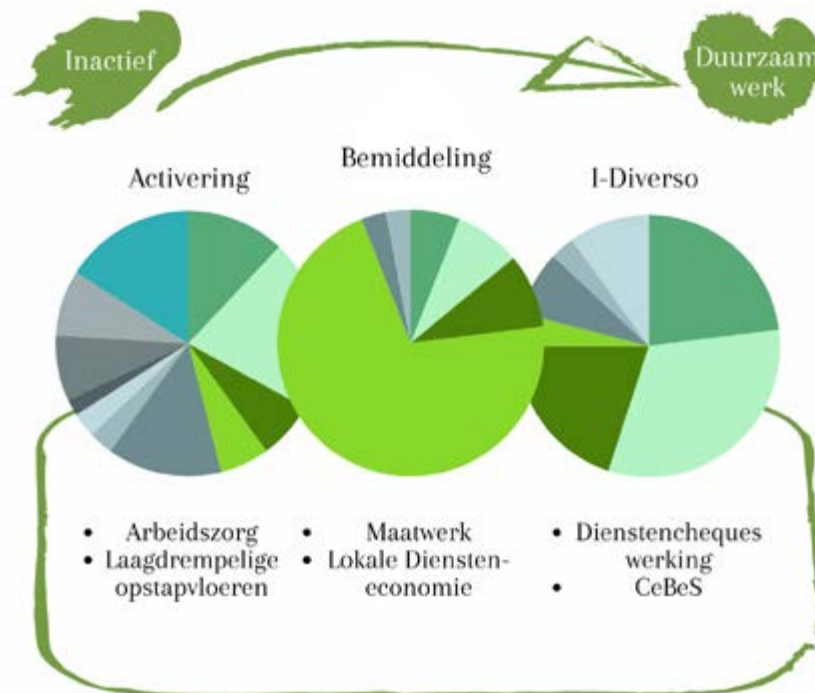 Inactief
Duurzaam
werk
Activering
Bemiddeling
I-Diverso
• Arbeidszorg
• Laagdrempelige
opstapvloeren
• Maatwerk
• Lokale Diensten-
economie
• Dienstencheques
werking
• CeBeS